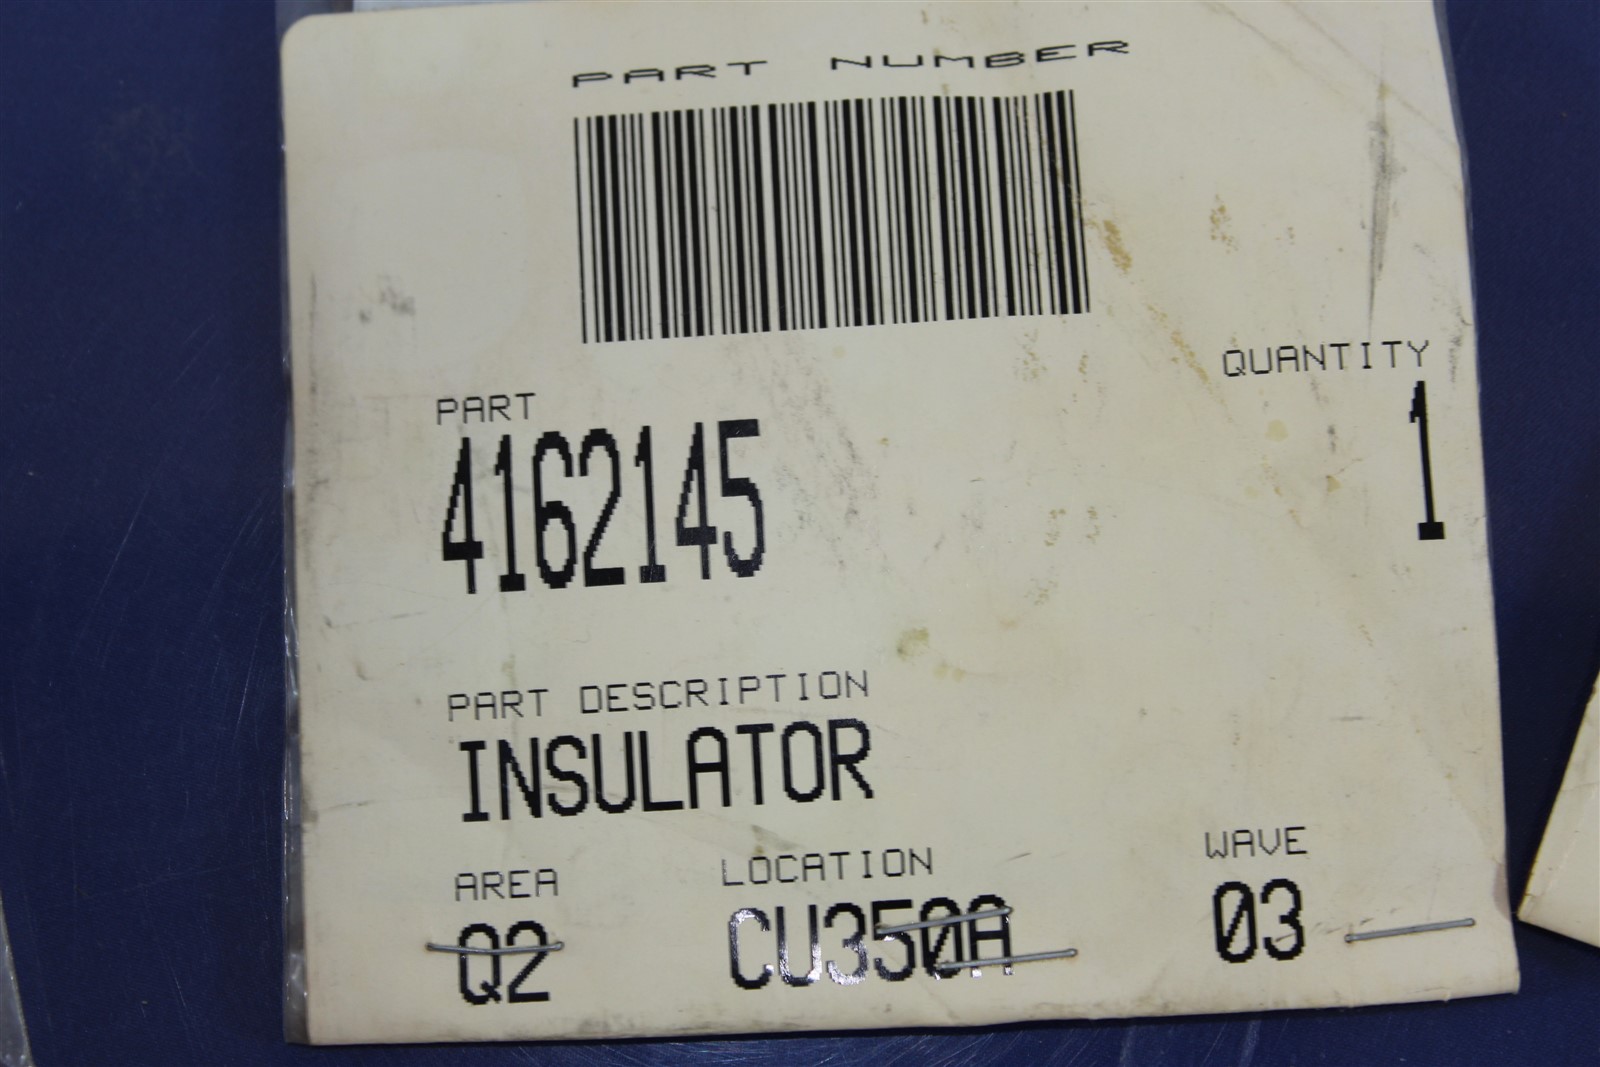 PART NUMBER
PART
4162145
QUANTITY
1
PART DESCRIPTION
INSULATOR
AREA
Q2
LOCATION
CU350A
WAVE
03